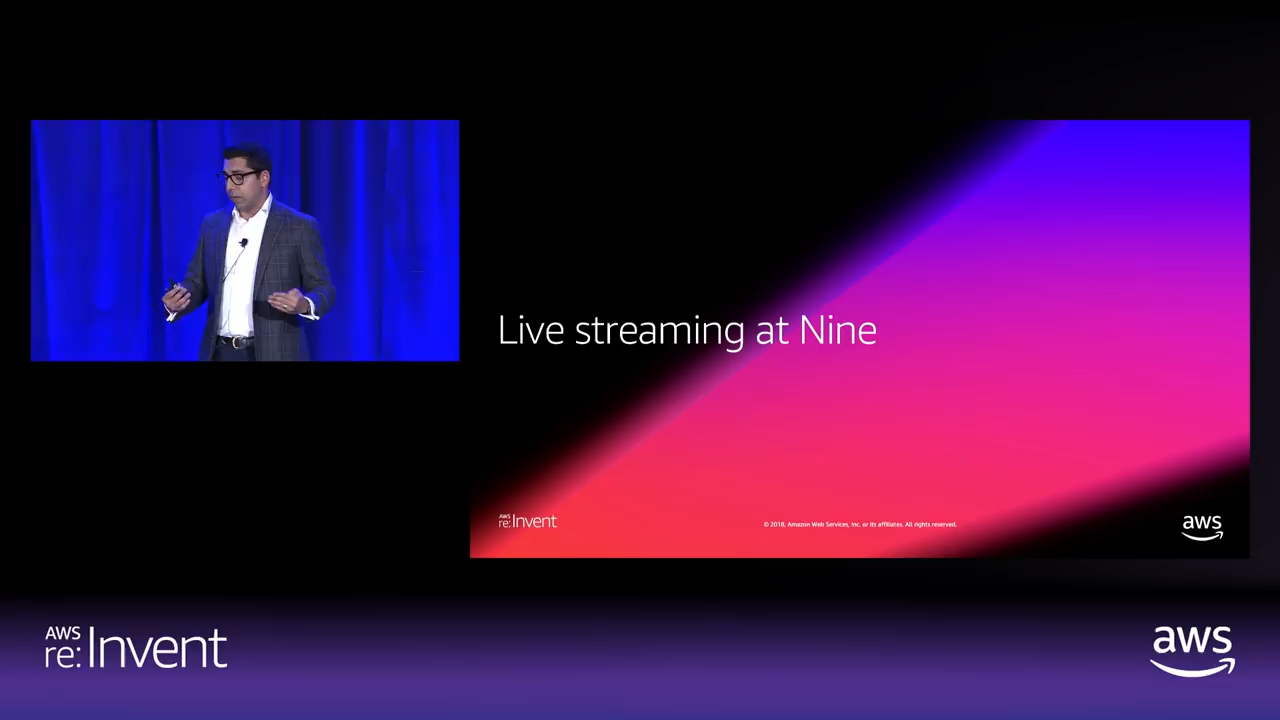 Live streaming at Nine
AWS
re:Invent
© 2018, Amazon Web Services, Inc. or its affiliates. All rights reserved.
aws
AWS
re:Invent
aws